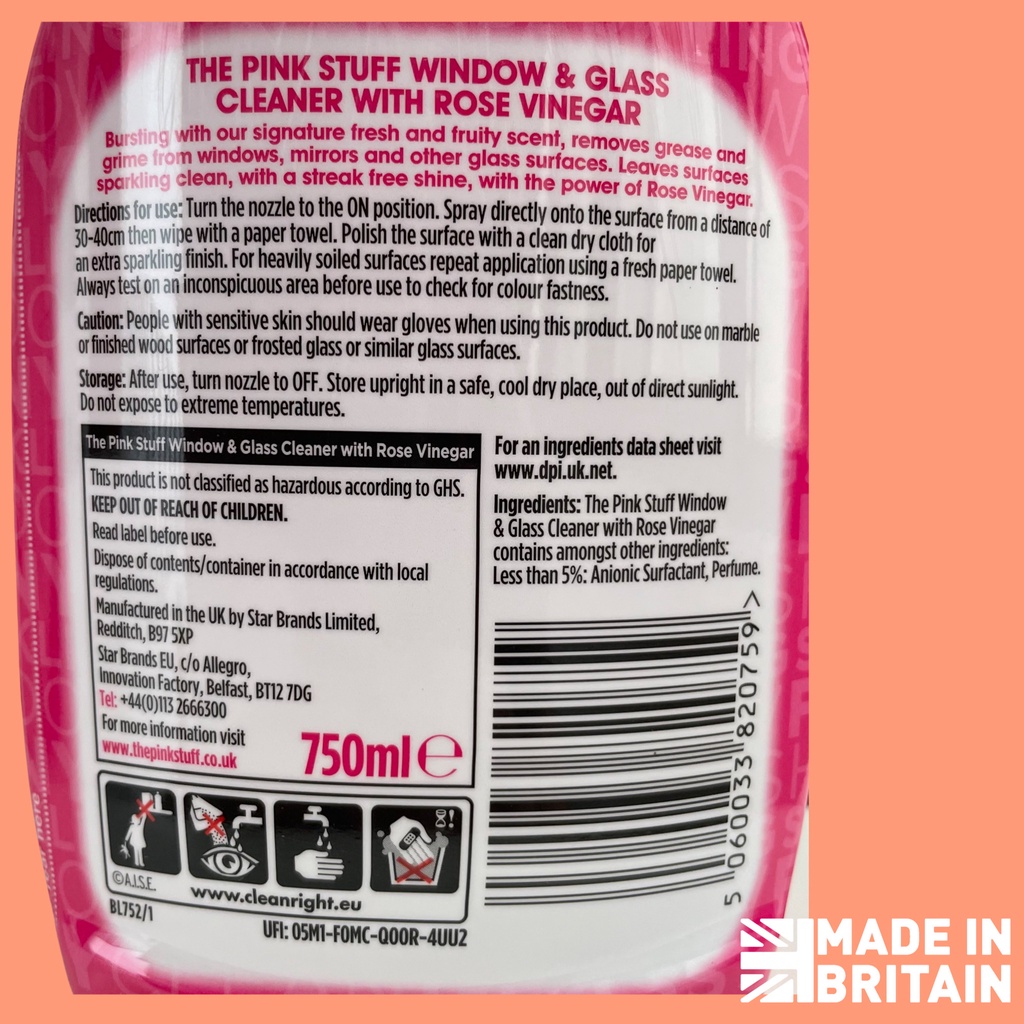 THE PINK STUFF WINDOW & GLASS
CLEANER WITH ROSE VINEGAR
Bursting with our signature fresh and fruity scent, removes grease and
grime from windows, mirrors and other glass surfaces. Leaves surfaces
sparkling clean, with a streak free shine, with the power of Rose Vinegar.
Directions for use: Turn the nozzle to the ON position. Spray directly onto the surface from a distance of
30-40cm then wipe with a paper towel. Polish the surface with a clean dry cloth for
an extra sparkling finish. For heavily soiled surfaces repeat application using a fresh paper towel.
Always test on an inconspicuous area before use to check for colour fastness.
Caution: People with sensitive skin should wear gloves when using this product. Do not use on marble
or finished wood surfaces or frosted glass or similar glass surfaces.
Storage: After use, turn nozzle to OFF. Store upright in a safe, cool dry place, out of direct sunlight.
Do not expose to extreme temperatures.
The Pink Stuff Window & Glass Cleaner with Rose Vinegar
This product is not classified as hazardous according to GHS.
KEEP OUT OF REACH OF CHILDREN.
Read label before use.
Dispose of contents/container in accordance with local
regulations.
Manufactured in the UK by Star Brands Limited,
Redditch, B97 5XP
Star Brands EU, c/o Allegro,
Innovation Factory, Belfast, BT12 7DG
Tel: +44(0)113 2666300
For more information visit
www.thepinkstuff.co.uk
750ml e
For an ingredients data sheet visit
www.dpi.uk.net.
Ingredients: The Pink Stuff Window
& Glass Cleaner with Rose Vinegar
contains amongst other ingredients:
Less than 5%: Anionic Surfactant, Perfume.
5 060033 820759 >
©A.I.S.E.
www.cleanright.eu
BL752/1
UFI: 05M1-F0MC-Q00R-4UU2
MADE IN
BRITAIN